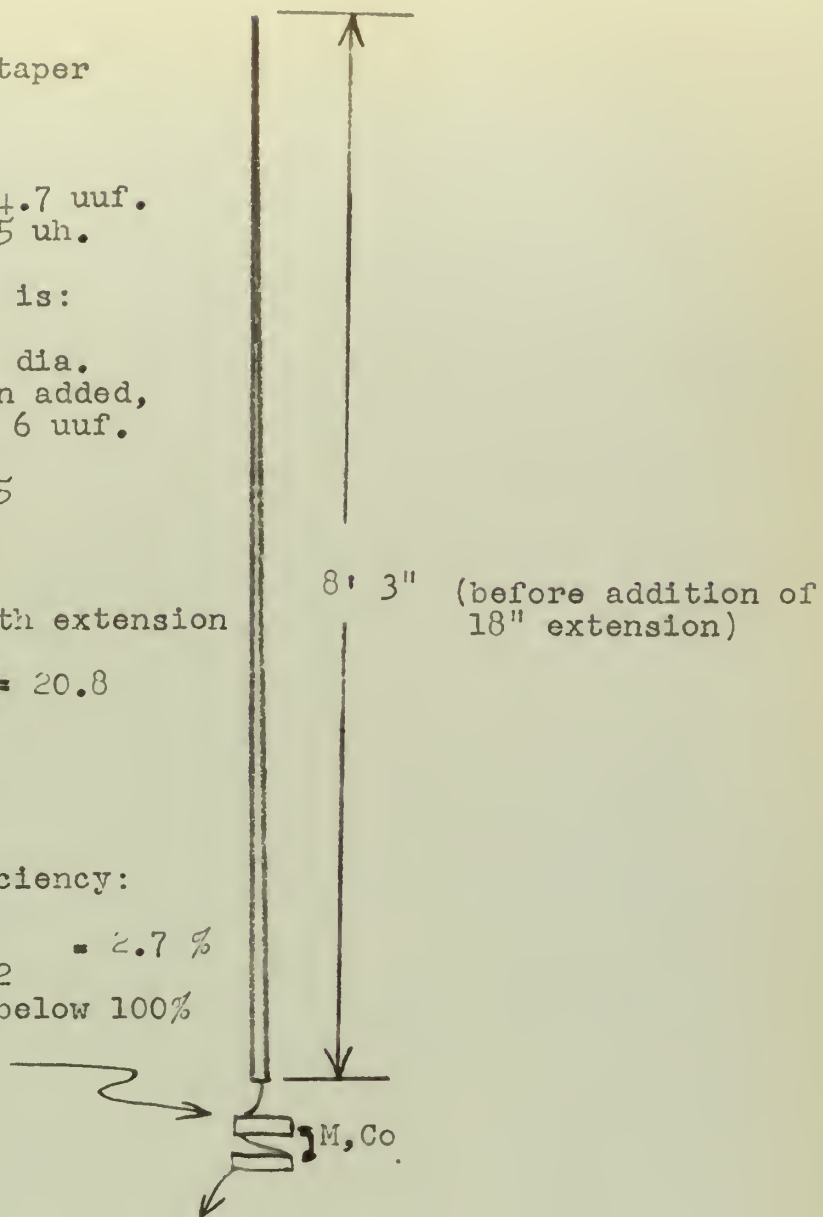 taper
4.7 uuf.
5 uh.
is:
dia.
n added,
6 uuf.
5
8' 3" (before addition of
18" extension)
th extension
= 20.8
ciency:
= 2.7 %
2
below 100%
M,Co